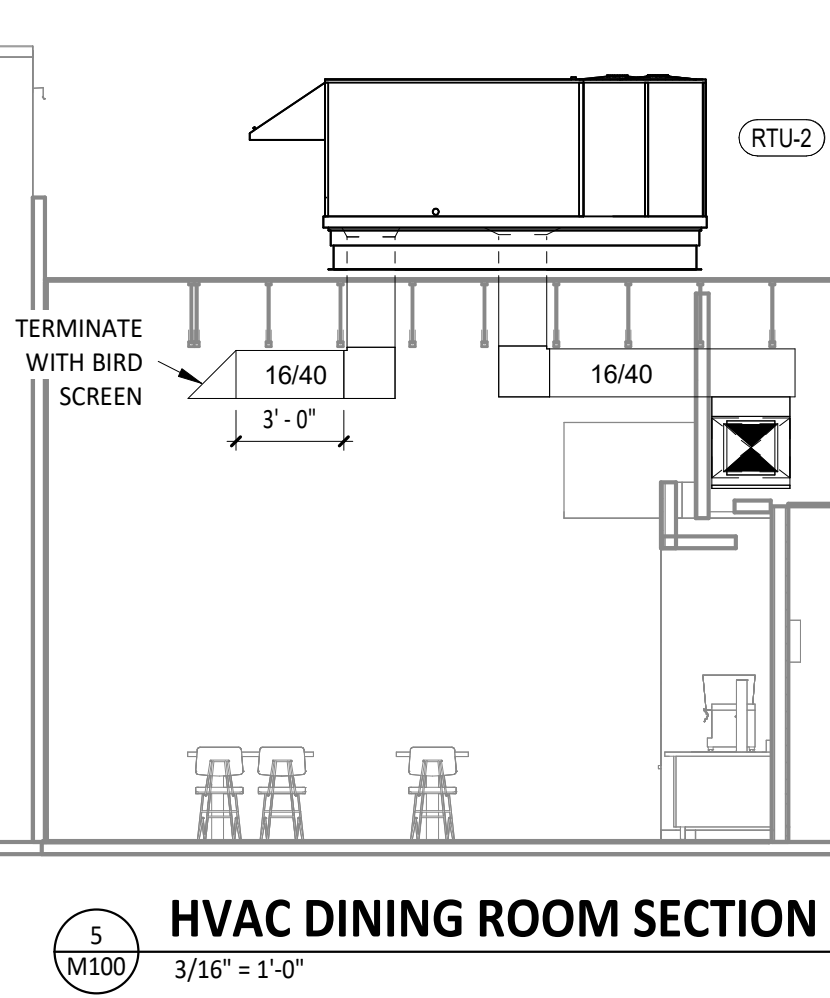 RTU-2
TERMINATE
WITH BIRD
SCREEN
16/40
16/40
3' - 0"
5
M100
HVAC DINING ROOM SECTION
3/16" = 1'-0"